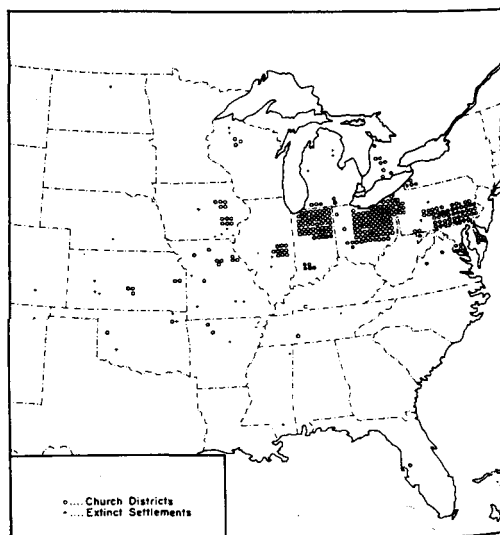 o .... Church Districts
+ .... Extinct Settlements